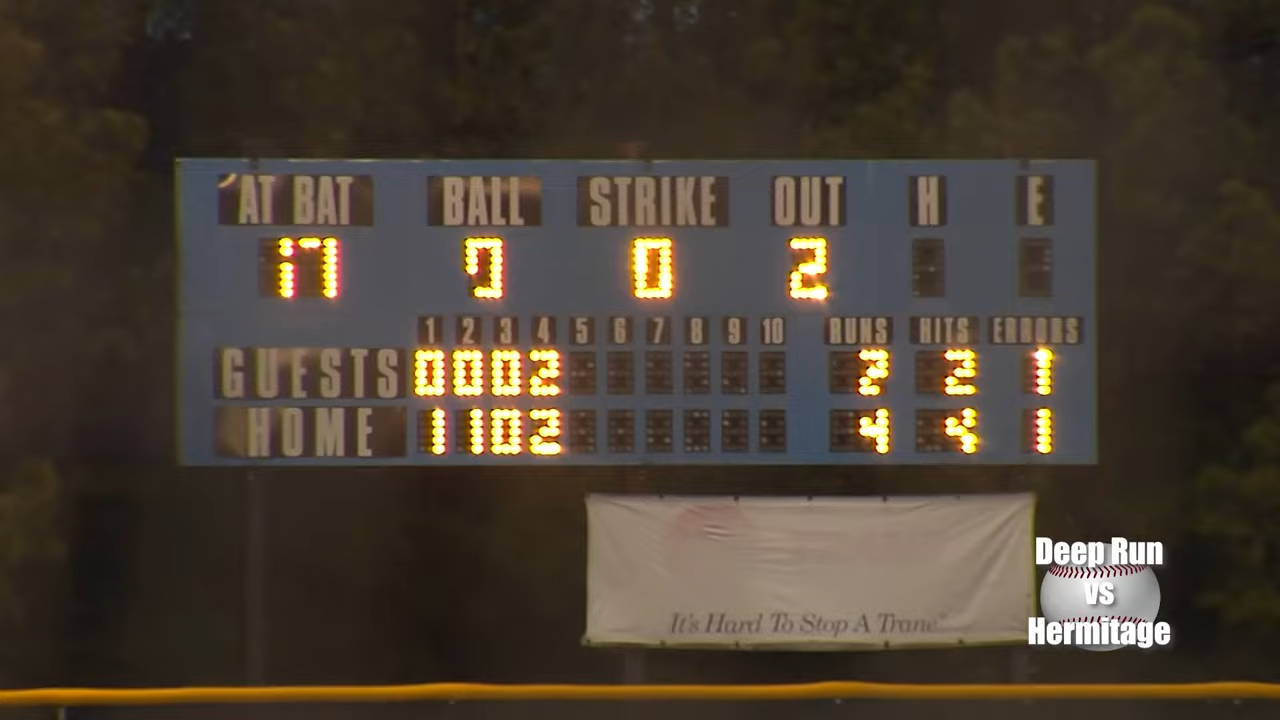 AT BAT BALL STRIKE OUT H E
17 0 2
1 2 3 4 5 6 7 8 9 10 RUNS HITS ERRORS
GUESTS 0 0 0 2 2 2 1
HOME 1 1 0 2 4 4 1
It's Hard To Stop A Trane™
Deep Run
vs
Hermitage